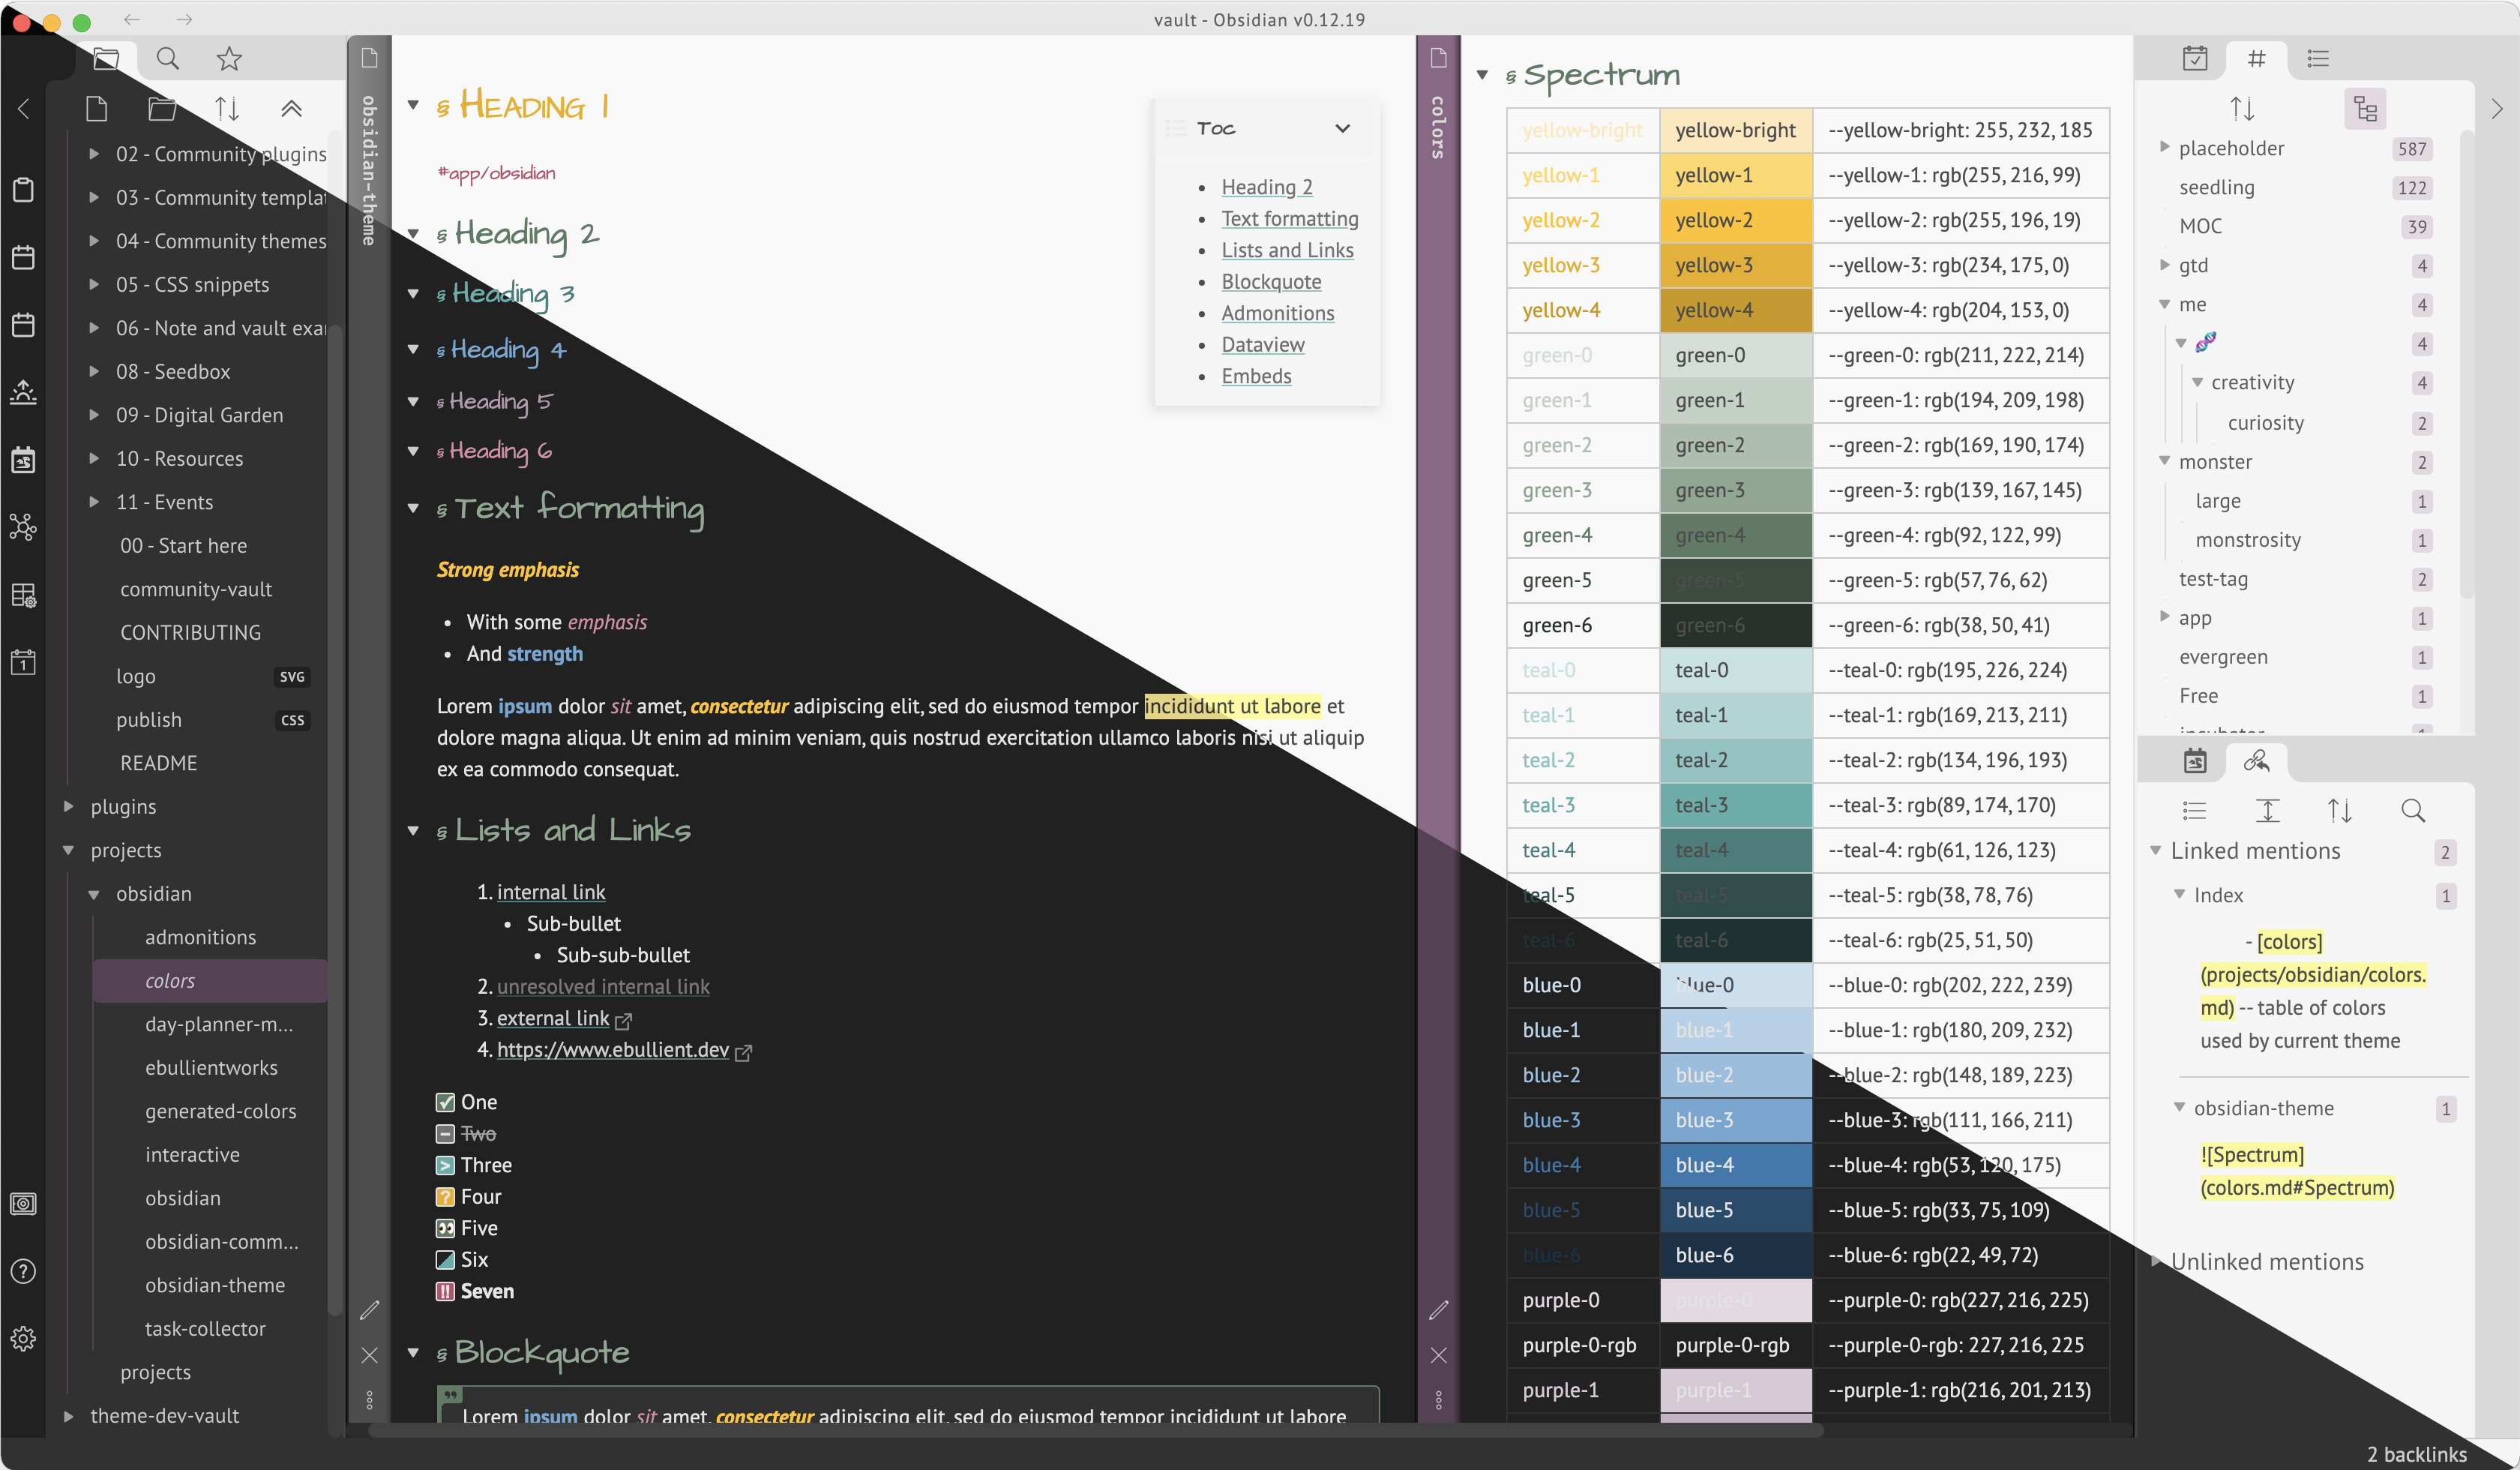 vault - Obsidian v0.12.19
02 - Community plugins
03 - Community templat
04 - Community themes
05 - CSS snippets
06 - Note and vault exa
08 - Seedbox
09 - Digital Garden
10 - Resources
11 - Events
00 - Start here
community-vault
CONTRIBUTING
logo SVG
publish CSS
README
plugins
projects
obsidian
admonitions
colors
day-planner-m...
ebullientworks
generated-colors
interactive
obsidian
obsidian-comm...
obsidian-theme
task-collector
projects
theme-dev-vault
1
obsidian-theme
§ HEADING 1
#app/obsidian
§ Heading 2
§ Heading 3
§ Heading 4
§ Heading 5
§ Heading 6
§ Text formatting
Strong emphasis
• With some emphasis
• And strength
Lorem ipsum dolor sit amet, consectetur adipiscing elit, sed do eiusmod tempor incididunt ut labore et
dolore magna aliqua. Ut enim ad minim veniam, quis nostrud exercitation ullamco laboris nisi ut aliquip
ex ea commodo consequat.
§ Lists and Links
1. internal link
• Sub-bullet
• Sub-sub-bullet
2. unresolved internal link
3. external link
4. https://www.ebullient.dev
One
Two
Three
? Four
Five
Six
!! Seven
§ Blockquote
Lorem ipsum dolor sit amet, consectetur adipiscing elit, sed do eiusmod tempor incididunt ut labore
Toc
• Heading 2
• Text formatting
• Lists and Links
• Blockquote
• Admonitions
• Dataview
• Embeds
colors
§ Spectrum
yellow-bright yellow-bright --yellow-bright: 255, 232, 185
yellow-1 yellow-1 --yellow-1: rgb(255, 216, 99)
yellow-2 yellow-2 --yellow-2: rgb(255, 196, 19)
yellow-3 yellow-3 --yellow-3: rgb(234, 175, 0)
yellow-4 yellow-4 --yellow-4: rgb(204, 153, 0)
green-0 green-0 --green-0: rgb(211, 222, 214)
green-1 green-1 --green-1: rgb(194, 209, 198)
green-2 green-2 --green-2: rgb(169, 190, 174)
green-3 green-3 --green-3: rgb(139, 167, 145)
green-4 green-4 --green-4: rgb(92, 122, 99)
green-5 green-5 --green-5: rgb(57, 76, 62)
green-6 green-6 --green-6: rgb(38, 50, 41)
teal-0 teal-0 --teal-0: rgb(195, 226, 224)
teal-1 teal-1 --teal-1: rgb(169, 213, 211)
teal-2 teal-2 --teal-2: rgb(134, 196, 193)
teal-3 teal-3 --teal-3: rgb(89, 174, 170)
teal-4 teal-4 --teal-4: rgb(61, 126, 123)
teal-5 teal-5 --teal-5: rgb(38, 78, 76)
teal-6 teal-6 --teal-6: rgb(25, 51, 50)
blue-0 blue-0 --blue-0: rgb(202, 222, 239)
blue-1 blue-1 --blue-1: rgb(180, 209, 232)
blue-2 blue-2 --blue-2: rgb(148, 189, 223)
blue-3 blue-3 --blue-3: rgb(111, 166, 211)
blue-4 blue-4 --blue-4: rgb(53, 120, 175)
blue-5 blue-5 --blue-5: rgb(33, 75, 109)
blue-6 blue-6 --blue-6: rgb(22, 49, 72)
purple-0 purple-0 --purple-0: rgb(227, 216, 225)
purple-0-rgb purple-0-rgb --purple-0-rgb: 227, 216, 225
purple-1 purple-1 --purple-1: rgb(216, 201, 213)
placeholder 587
seedling 122
MOC 39
gtd 4
me 4
🧬 4
creativity 4
curiosity 2
monster 2
large 1
monstrosity 1
test-tag 2
app 1
evergreen 1
Free 1
Linked mentions 2
Index 1
- [colors]
(projects/obsidian/colors.
md) -- table of colors
used by current theme
obsidian-theme 1
![Spectrum]
(colors.md#Spectrum)
Unlinked mentions
2 backlinks